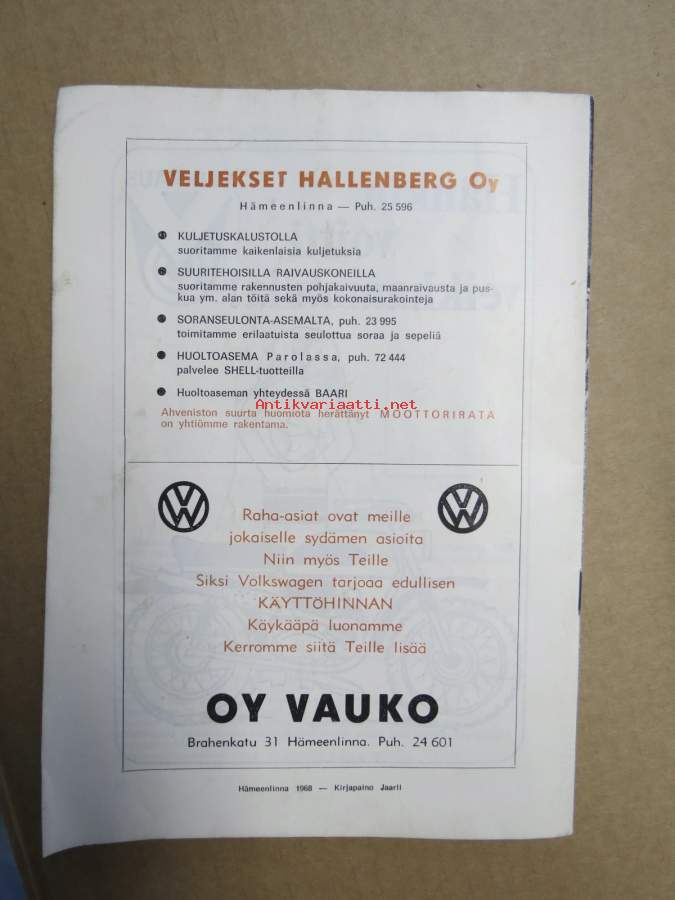 VELJEKSET HALLENBERG Oy
Hämeenlinna — Puh. 25 596
KULJETUSKALUSTOLLA
suoritamme kaikenlaisia kuljetuksia
SUURITEHOISILLA RAIVAUSKONEILLA
suoritamme rakennusten pohjakaivuuta, maanraivausta ja pus-
kua ym. alan töitä sekä myös kokonaisurakointeja
SORANSEULONTA-ASEMALTA, puh. 23 995
toimitamme erilaatuista seulottua soraa ja sepeliä
HUOLTOASEMA Parolassa, puh. 72 444
palvelee SHELL-tuotteilla
Huoltoaseman yhteydessä BAARI
Antikvariaatti.net
Ahveniston suurta huomiota herättänyt MOOTTORIRATA
on yhtiömme rakentama.
VW VW
Raha-asiat ovat meille
jokaiselle sydämen asioita
Niin myös Teille
Siksi Volkswagen tarjoaa edullisen
KÄYTTÖHINNAN
Käykääpä luonamme
Kerromme siitä Teille lisää
OY VAUKO
Brahenkatu 31 Hämeenlinna. Puh. 24 601
Hämeenlinna 1968 — Kirjapaino Jaarli